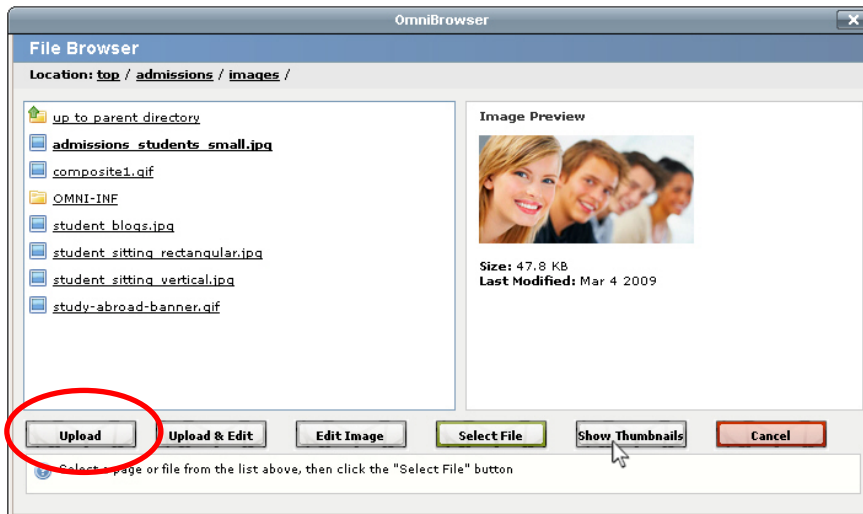 OmniBrowser
File Browser
Location: top / admissions / images /
up to parent directory
admissions_students_small.jpg
composite1.gif
OMNI-INF
student_blogs.jpg
student_sitting_rectangular.jpg
student_sitting_vertical.jpg
study-abroad-banner.gif
Image Preview
Size: 47.8 KB
Last Modified: Mar 4 2009
Upload
Upload & Edit
Edit Image
Select File
Show Thumbnails
Cancel
Select a page or file from the list above, then click the "Select File" button